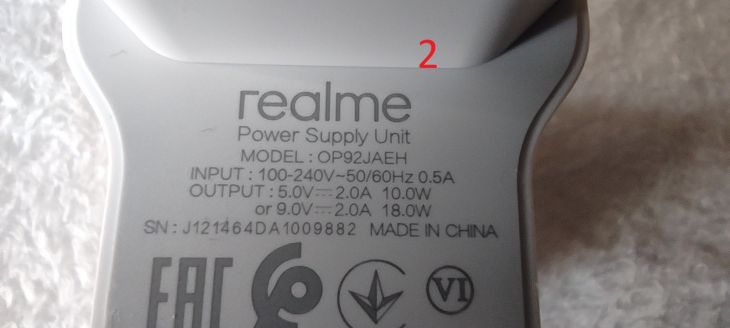 2
realme
Power Supply Unit
MODEL : OP92JAEH
INPUT : 100-240V~50/60Hz 0.5A
OUTPUT : 5.0V⎓2.0A 10.0W
or 9.0V⎓2.0A 18.0W
SN : J121464DA1009882 MADE IN CHINA
EAC VI